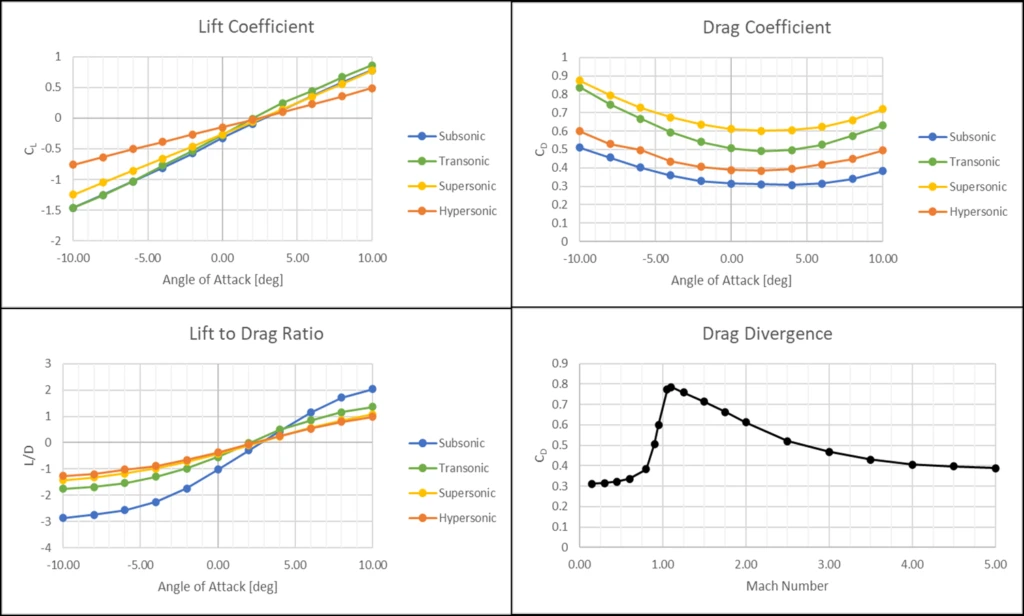 Lift Coefficient
1
0.5
0
-0.5
-1
-1.5
-2
CL
-10.00 -5.00 0.00 5.00 10.00
Angle of Attack [deg]
Subsonic
Transonic
Supersonic
Hypersonic
Drag Coefficient
1
0.9
0.8
0.7
0.6
0.5
0.4
0.3
0.2
0.1
0
CD
-10.00 -5.00 0.00 5.00 10.00
Angle of Attack [deg]
Subsonic
Transonic
Supersonic
Hypersonic
Lift to Drag Ratio
3
2
1
0
-1
-2
-3
-4
L/D
-10.00 -5.00 0.00 5.00 10.00
Angle of Attack [deg]
Subsonic
Transonic
Supersonic
Hypersonic
Drag Divergence
0.9
0.8
0.7
0.6
0.5
0.4
0.3
0.2
0.1
0
CD
0.00 1.00 2.00 3.00 4.00 5.00
Mach Number